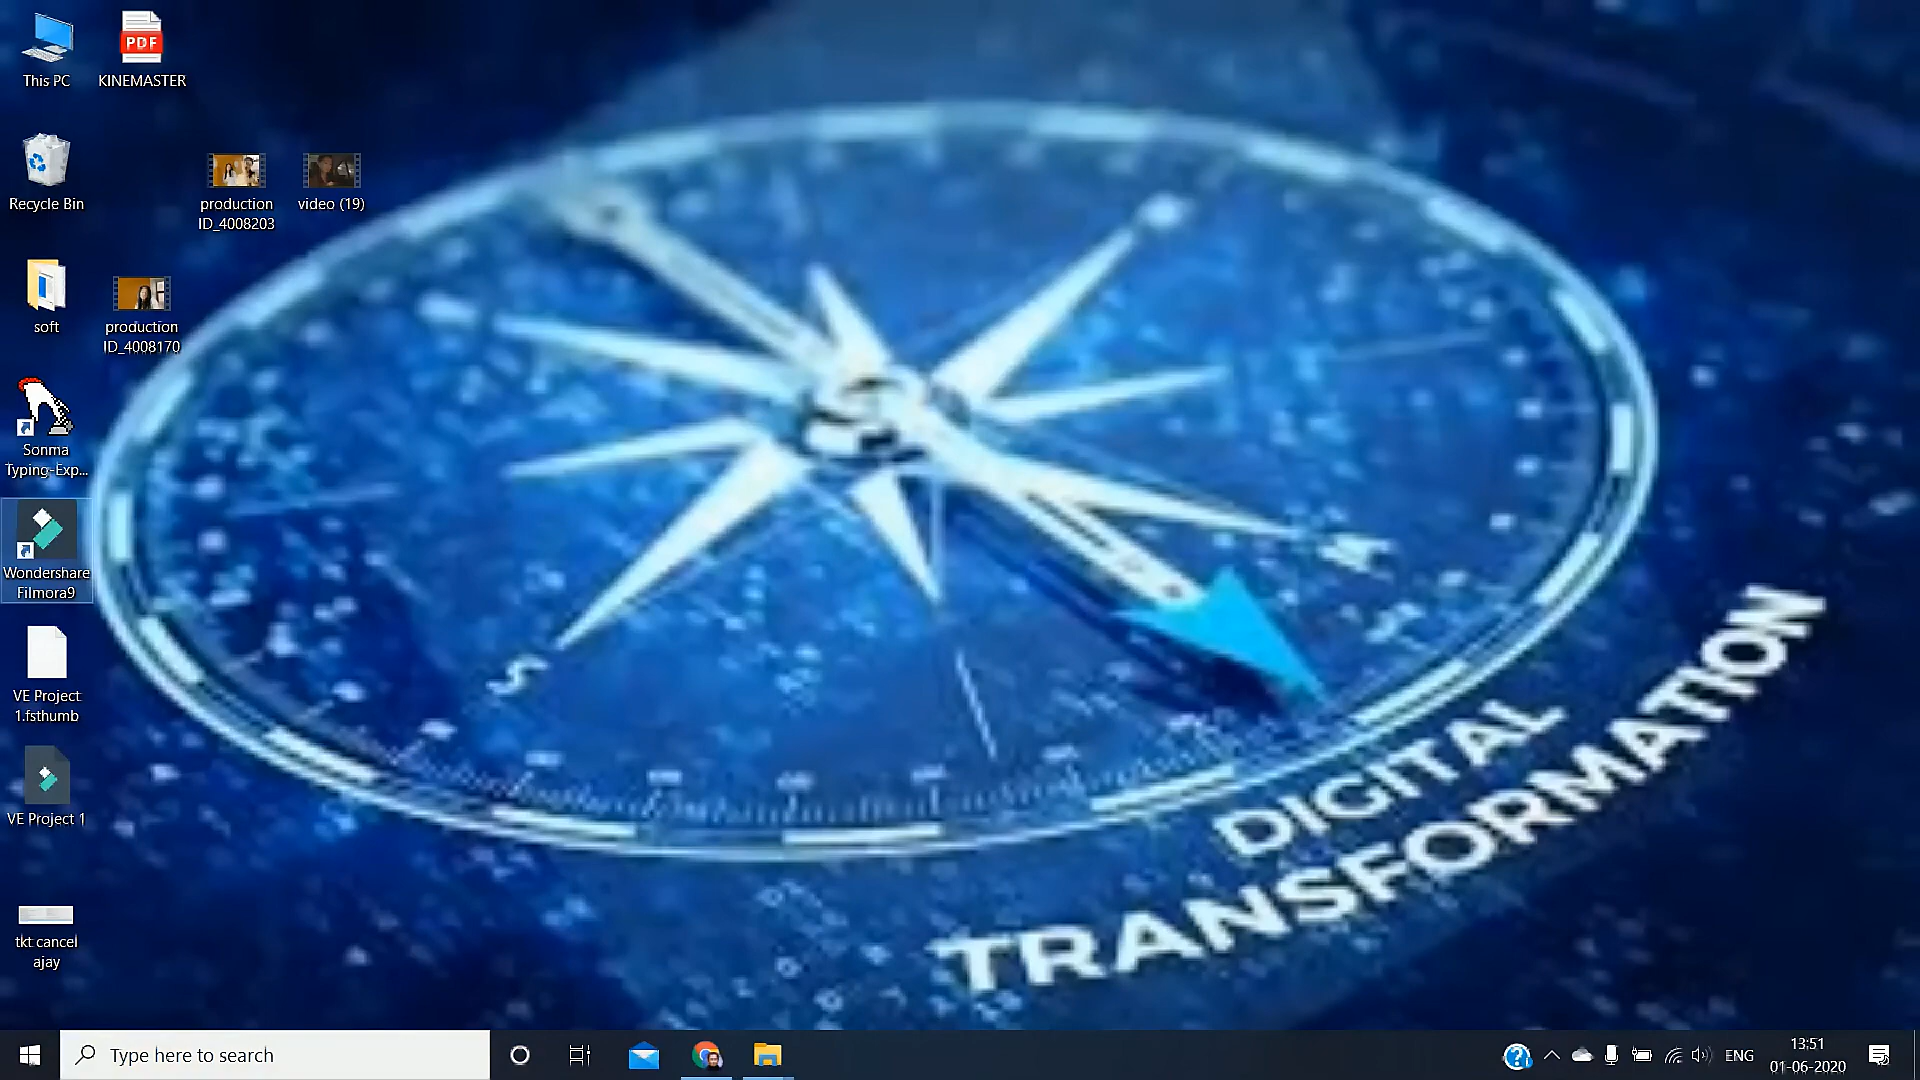 This PC
PDF
KINEMASTER
Recycle Bin
production
ID_4008203
video (19)
soft
production
ID_4008170
Sonma
Typing-Exp...
Wondershare
Filmora9
VE Project
1.fsthumb
VE Project 1
tkt cancel
ajay
S
DIGITAL
TRANSFORMATION
Type here to search
ENG
13:51
01-06-2020